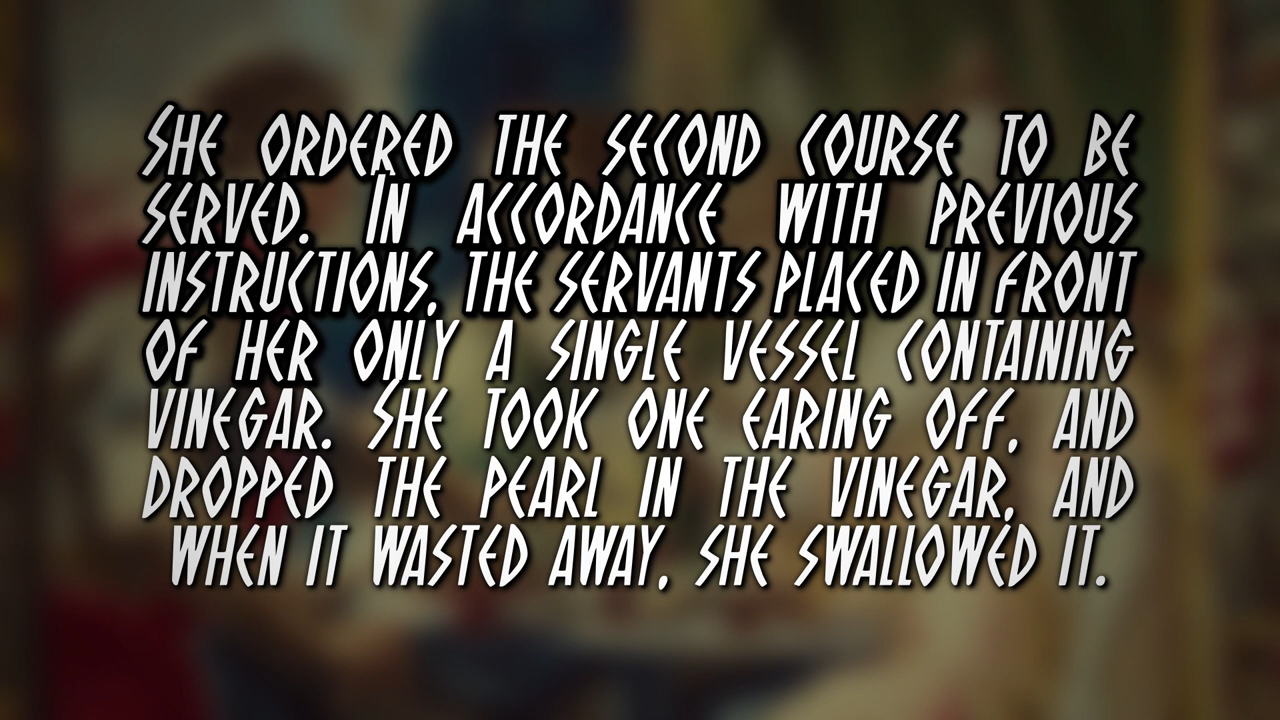 She ordered the second course to be
served. In accordance with previous
instructions, the servants placed in front
of her only a single vessel containing
vinegar. She took one earing off, and
dropped the pearl in the vinegar, and
when it wasted away, she swallowed it.